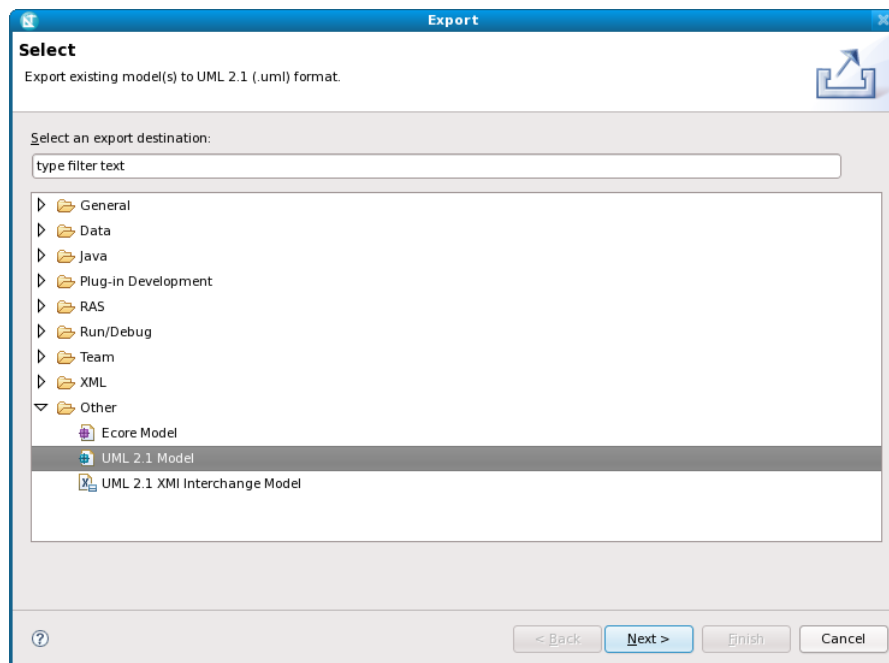 Export
Select
Export existing model(s) to UML 2.1 (.uml) format.
Select an export destination:
type filter text
General
Data
Java
Plug-in Development
RAS
Run/Debug
Team
XML
Other
Ecore Model
UML 2.1 Model
UML 2.1 XMI Interchange Model
< Back Next > Finish Cancel